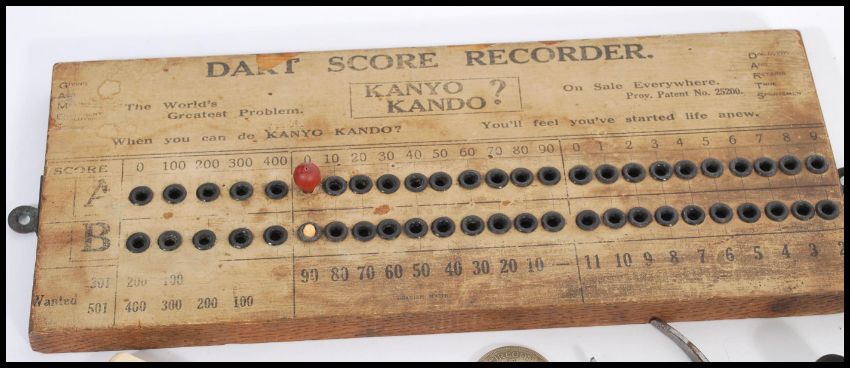 DART SCORE RECORDER.
KANYO
KANDO?
The World's
Greatest Problem.
On Sale Everywhere.
Prov. Patent No. 25200.
When you can do KANYO KANDO?
You'll feel you've started life anew.
SCORE 0 100 200 300 400 0 10 20 30 40 50 60 70 80 90 0 1 2 3 4 5 6 7 8 9
A
B
90 80 70 60 50 40 30 20 10 — 11 10 9 8 7 6 5 4 3 2
Wanted
301 200 100
501 400 300 200 100